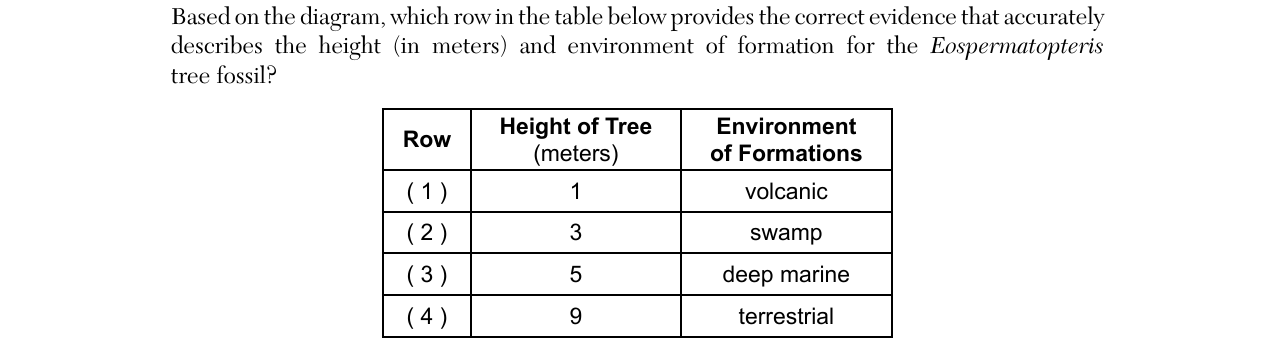 Based on the diagram, which row in the table below provides the correct evidence that accurately
describes the height (in meters) and environment of formation for the Eospermatopteris
tree fossil?
Row Height of Tree (meters) Environment of Formations
( 1 ) 1 volcanic
( 2 ) 3 swamp
( 3 ) 5 deep marine
( 4 ) 9 terrestrial